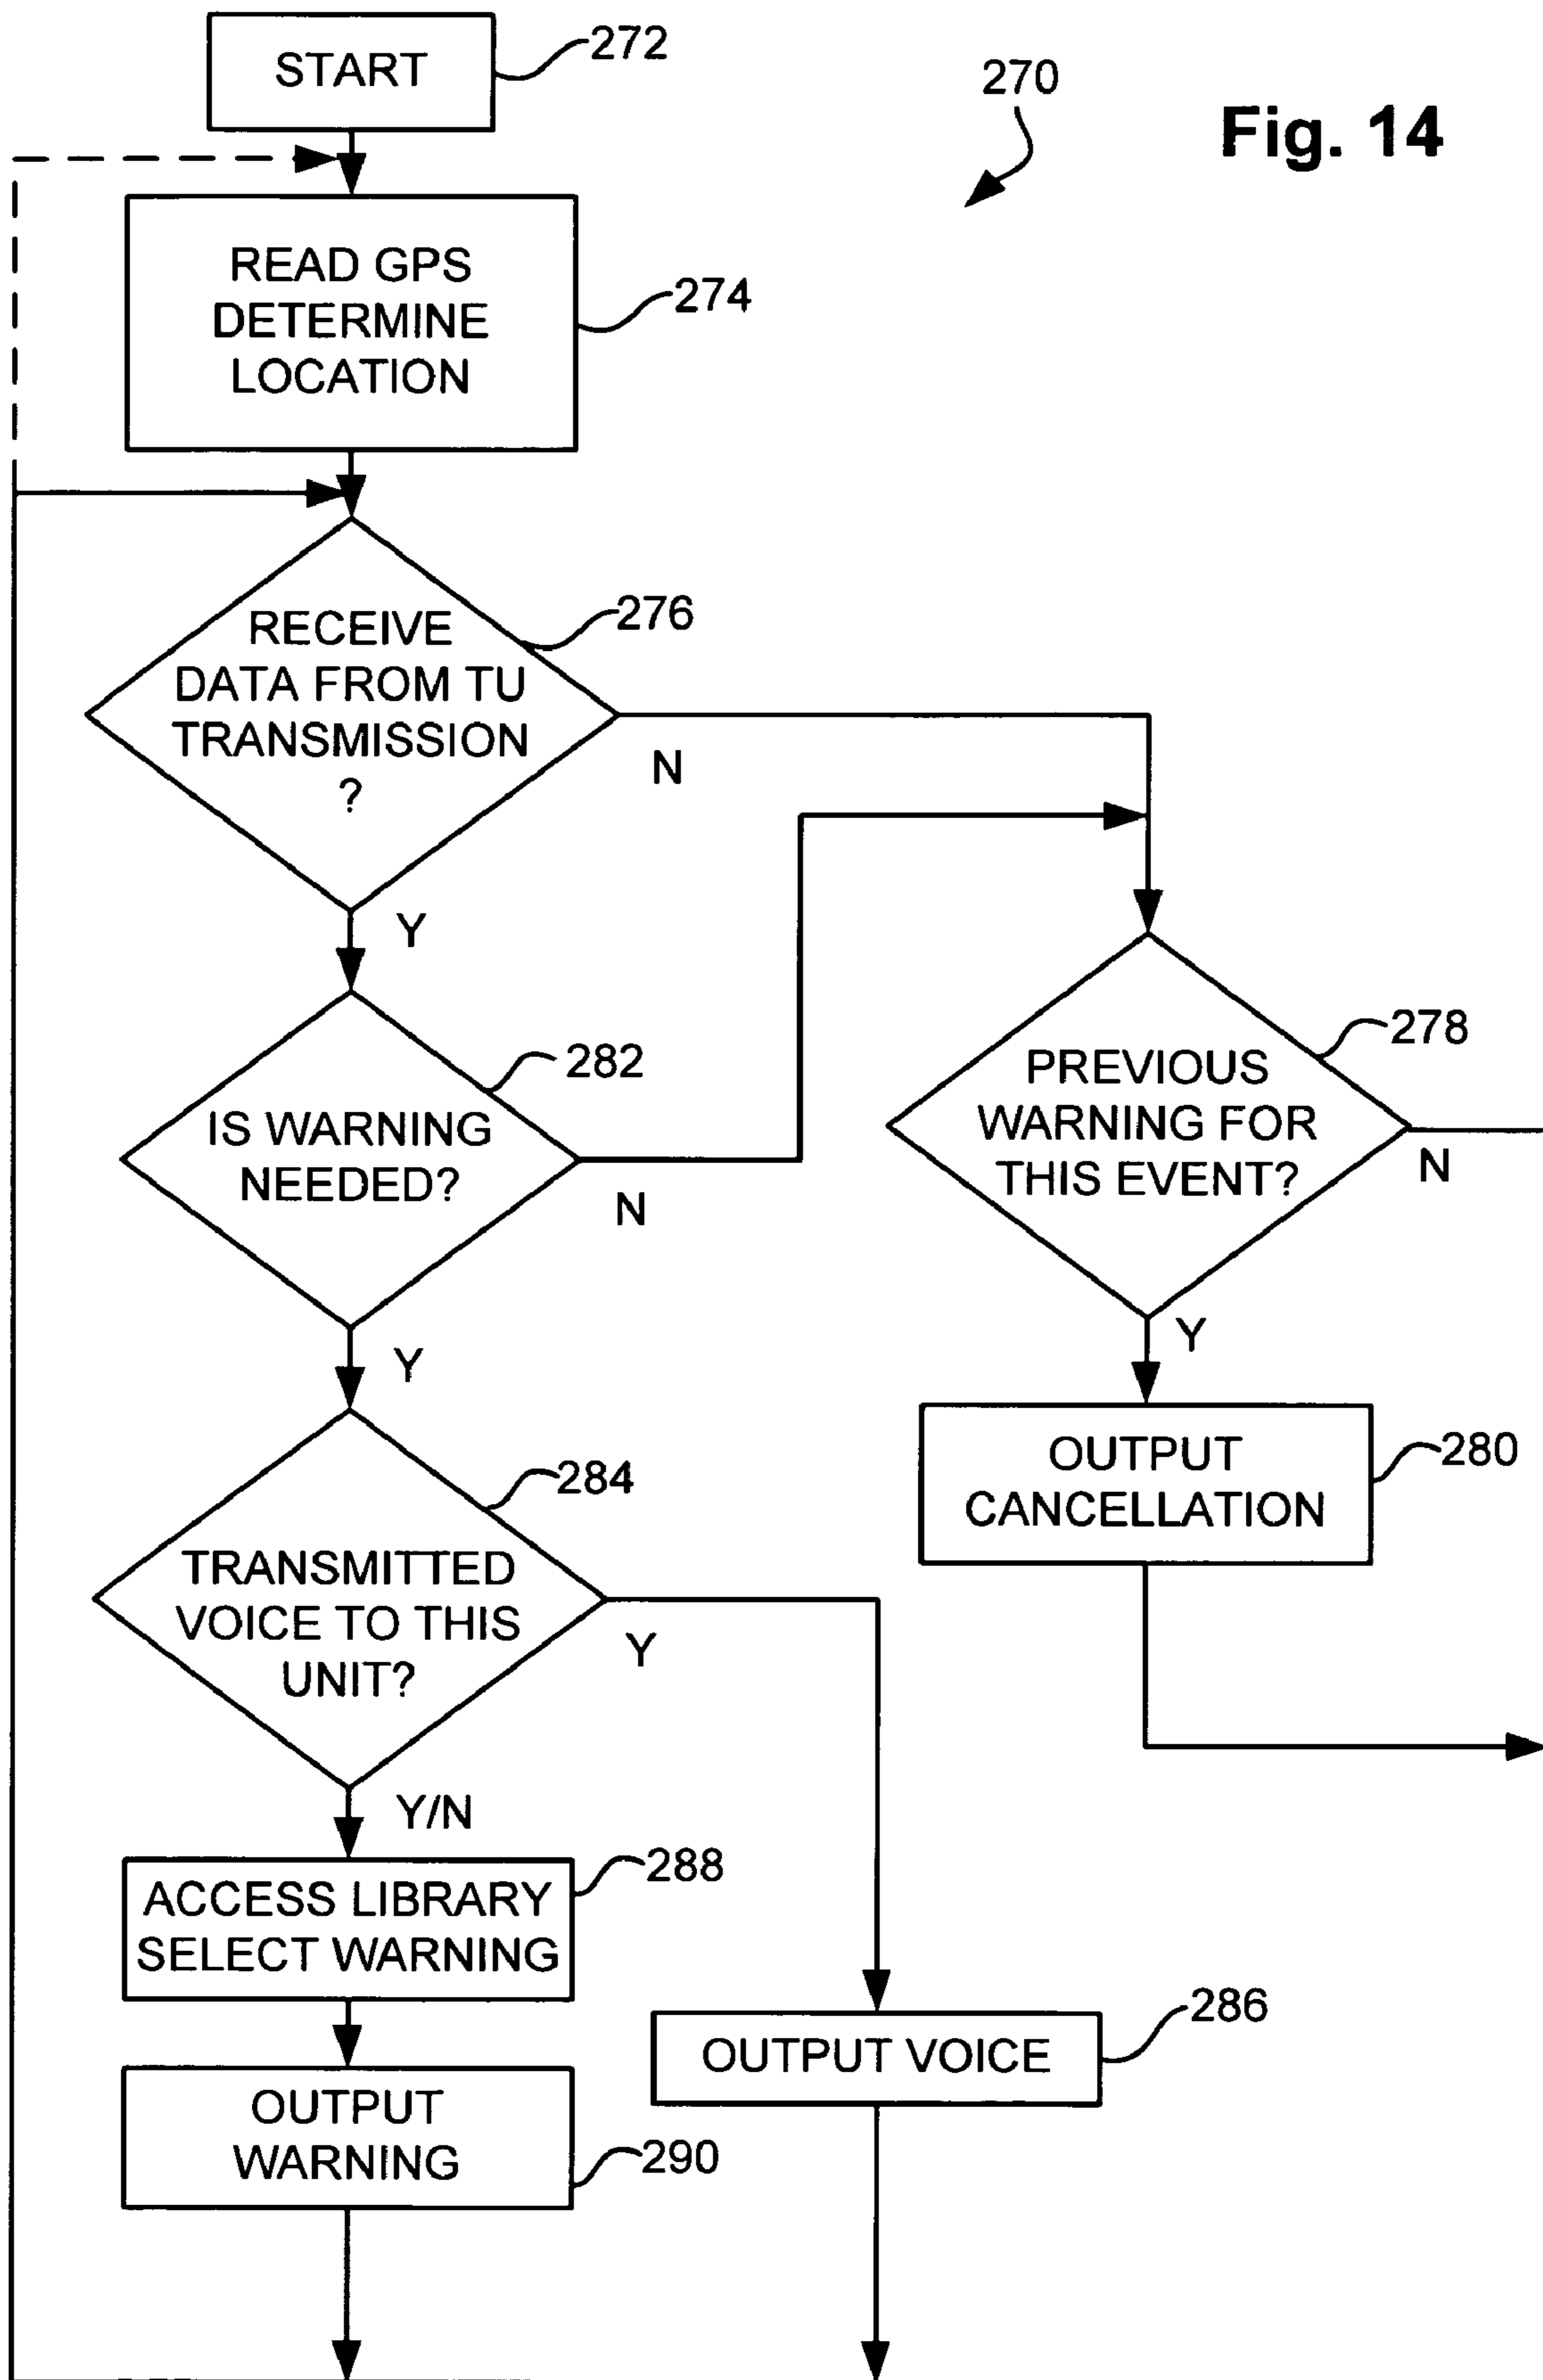 START
272
270
Fig. 14
READ GPS
DETERMINE
LOCATION
274
RECEIVE
DATA FROM TU
TRANSMISSION
?
276
N
Y
IS WARNING
NEEDED?
282
N
Y
PREVIOUS
WARNING FOR
THIS EVENT?
278
N
Y
OUTPUT
CANCELLATION
280
TRANSMITTED
VOICE TO THIS
UNIT?
284
Y
Y/N
ACCESS LIBRARY
SELECT WARNING
288
OUTPUT VOICE
286
OUTPUT
WARNING
290